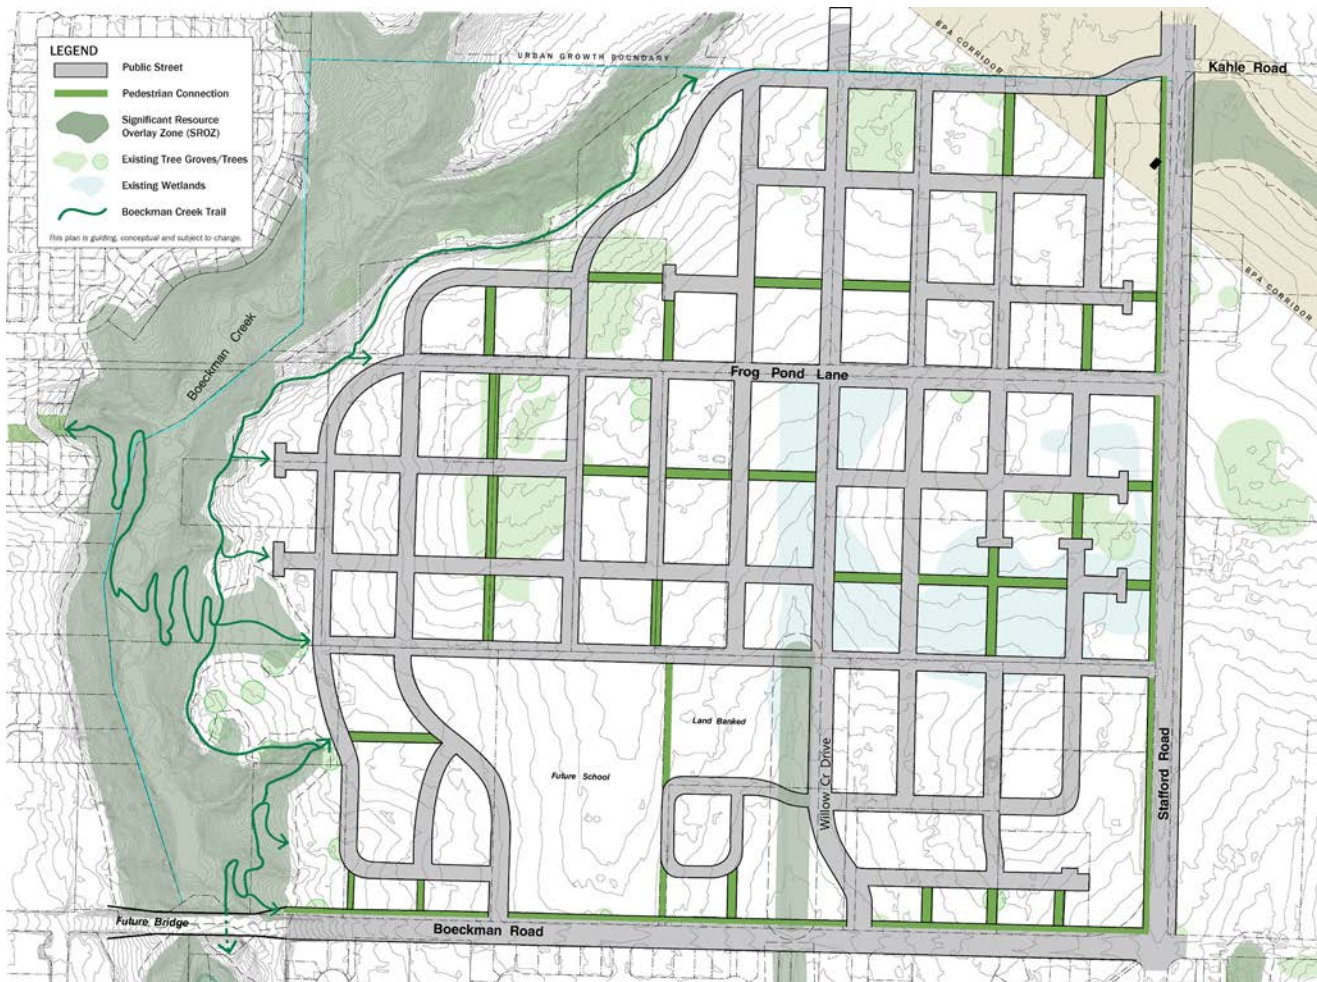 LEGEND
Public Street
Pedestrian Connection
Significant Resource
Overlay Zone (SROZ)
Existing Tree Groves/Trees
Existing Wetlands
Boeckman Creek Trail
This plan is guiding, conceptual and subject to change.
URBAN GROWTH BOUNDARY
BPA CORRIDOR
Kahle Road
BPA CORRIDOR
Boeckman Creek
Frog Pond Lane
Land Banked
Future School
Willow Cr Drive
Stafford Road
Future Bridge
Boeckman Road